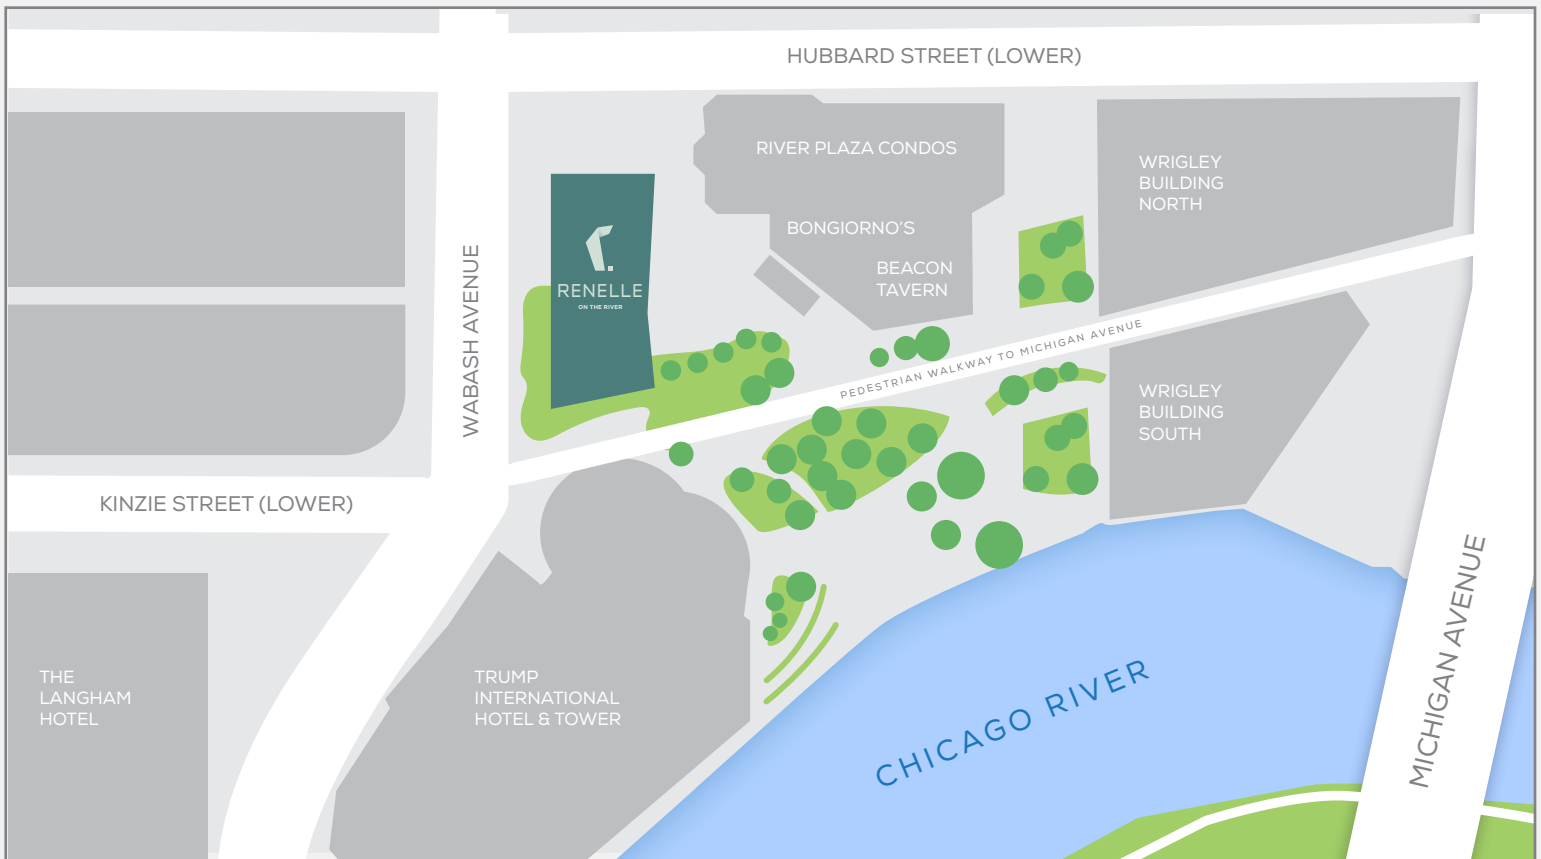 HUBBARD STREET (LOWER)
RIVER PLAZA CONDOS
WRIGLEY
BUILDING
NORTH
BONGIORNO'S
BEACON
TAVERN
RENELLE
ON THE RIVER
WABASH AVENUE
PEDESTRIAN WALKWAY TO MICHIGAN AVENUE
WRIGLEY
BUILDING
SOUTH
KINZIE STREET (LOWER)
THE
LANGHAM
HOTEL
TRUMP
INTERNATIONAL
HOTEL & TOWER
CHICAGO RIVER
MICHIGAN AVENUE